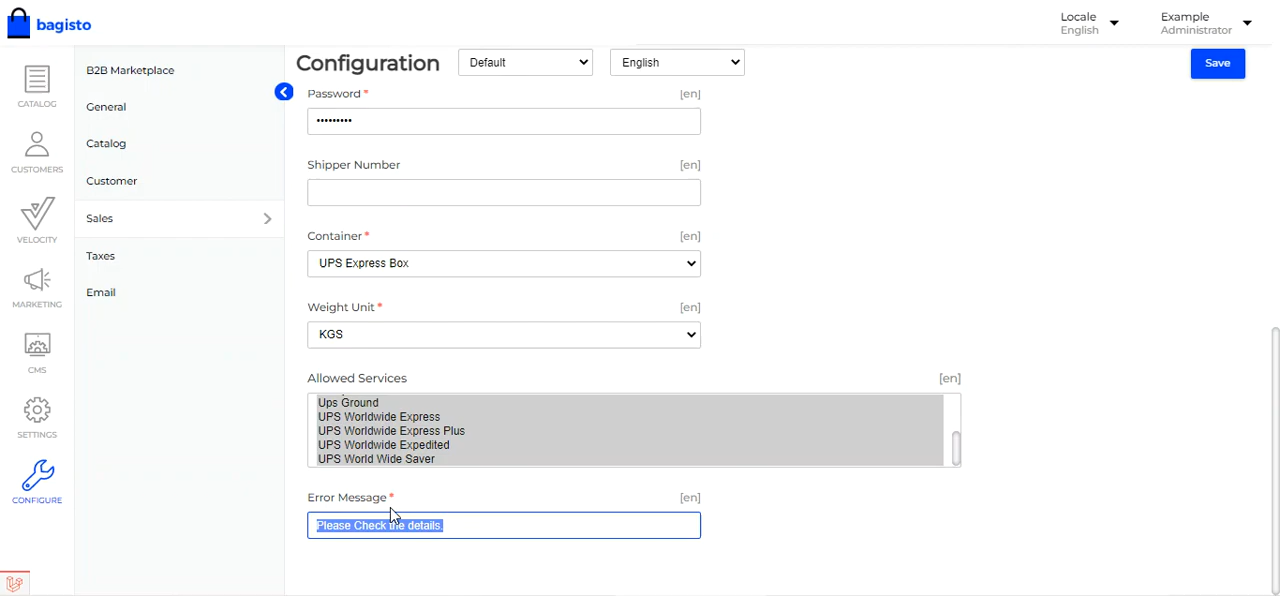 bagisto
Locale
English
Example
Administrator
CATALOG
CUSTOMERS
VELOCITY
MARKETING
CMS
SETTINGS
CONFIGURE
B2B Marketplace
General
Catalog
Customer
Sales
Taxes
Email
Configuration
Default
English
Save
Password * [en]
•••••••••
Shipper Number [en]
Container * [en]
UPS Express Box
Weight Unit * [en]
KGS
Allowed Services [en]
Ups Ground
UPS Worldwide Express
UPS Worldwide Express Plus
UPS Worldwide Expedited
UPS World Wide Saver
Error Message * [en]
Please Check the details.